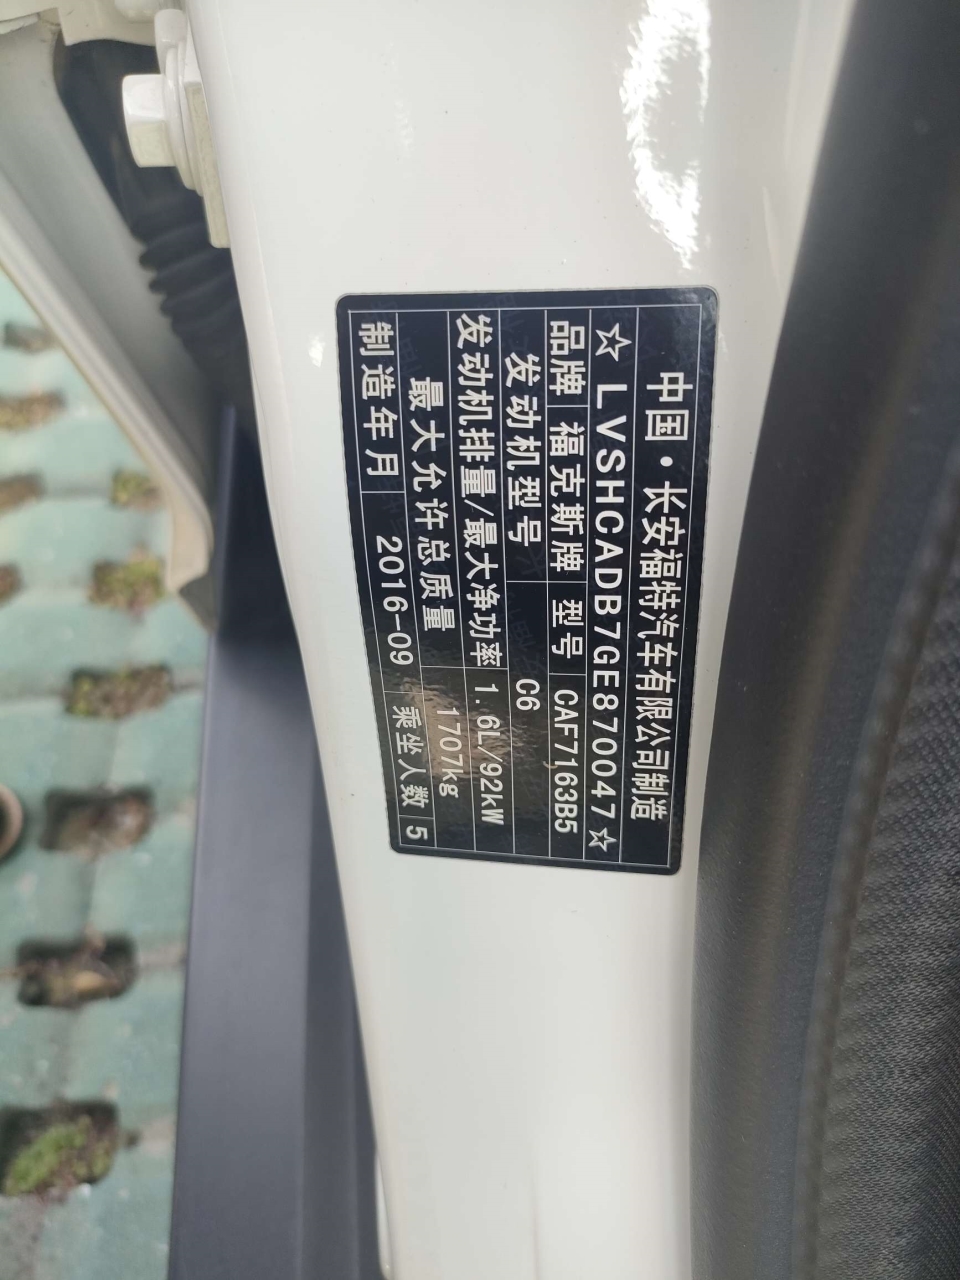 中国·长安福特汽车有限公司制造
☆LVSHCADB7GE870047☆
品牌 福克斯牌 型号 CAF7163B5
发动机型号 C6
发动机排量/最大净功率 1.6L/92kW
最大允许总质量 1707kg
制造年月 2016-09 乘坐人数 5